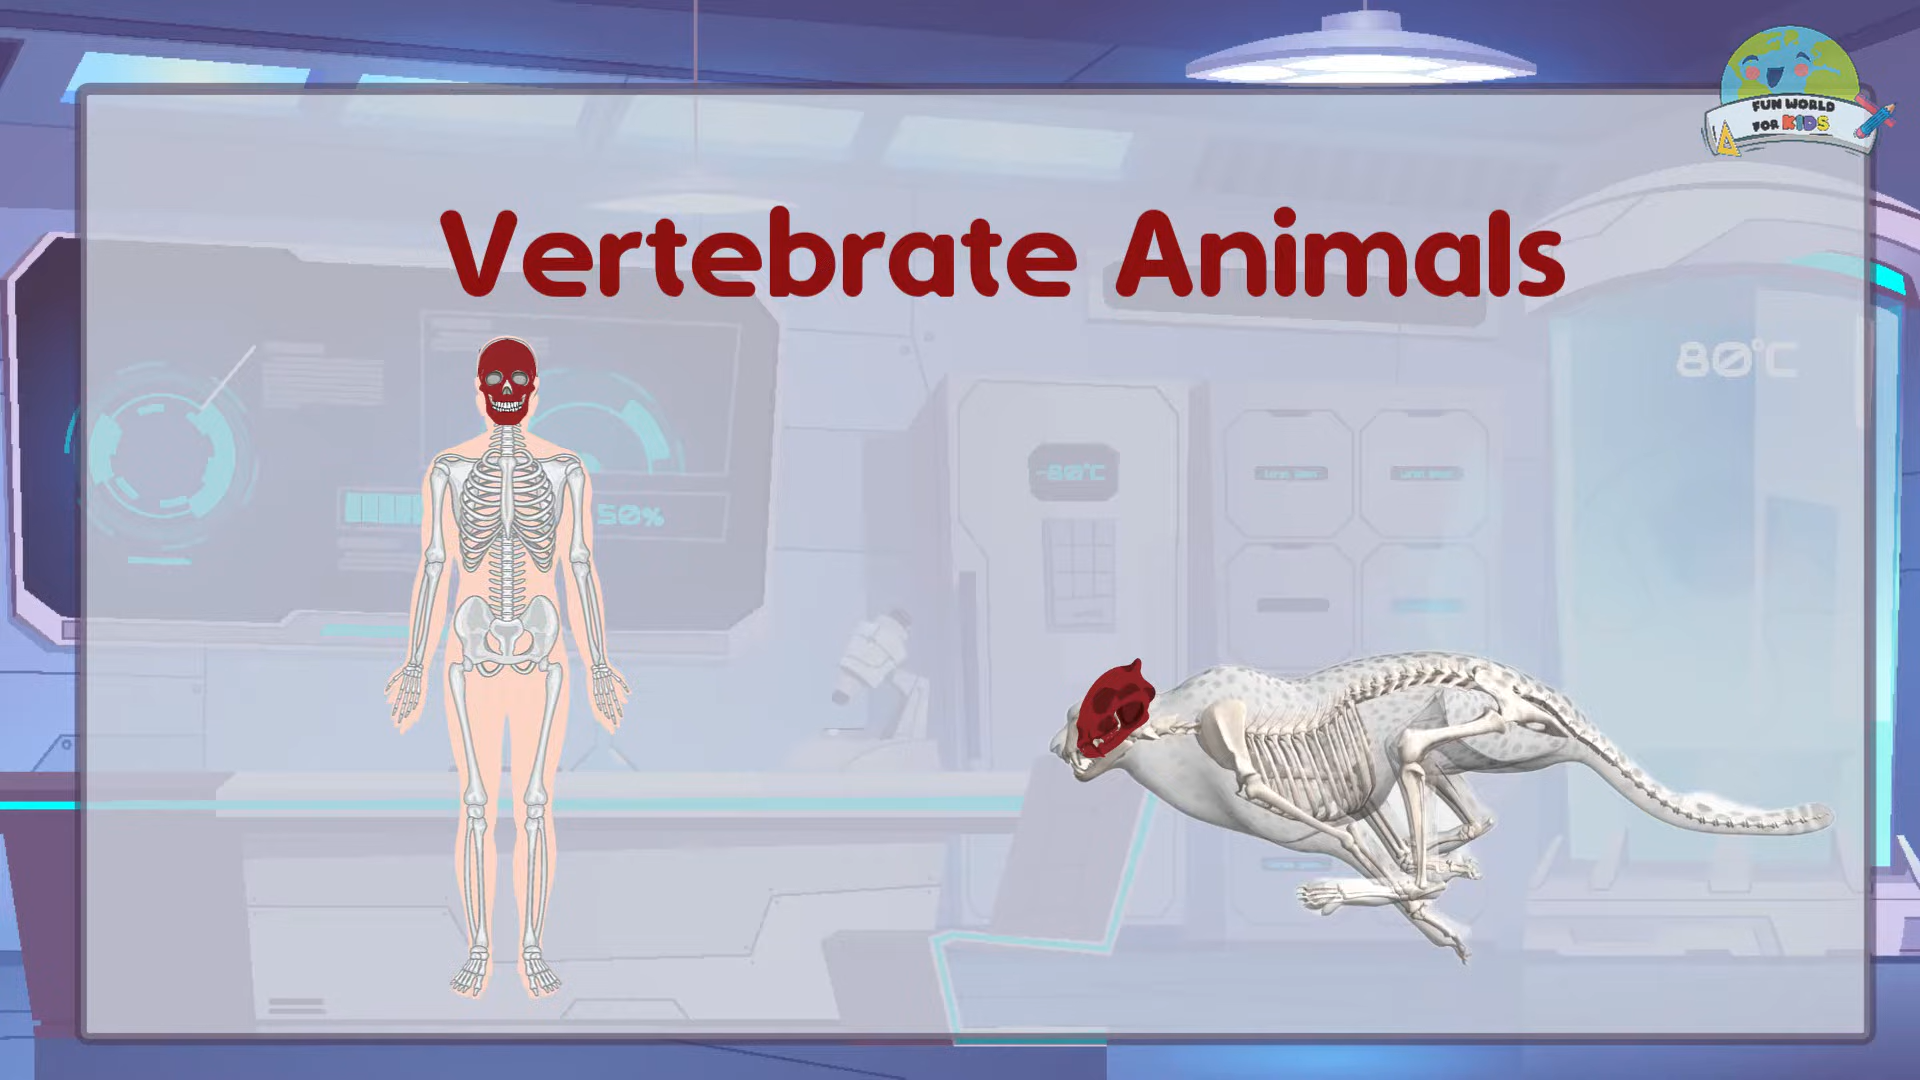 FUN WORLD
FOR KIDS
Vertebrate Animals
80°C
-80°C
50%